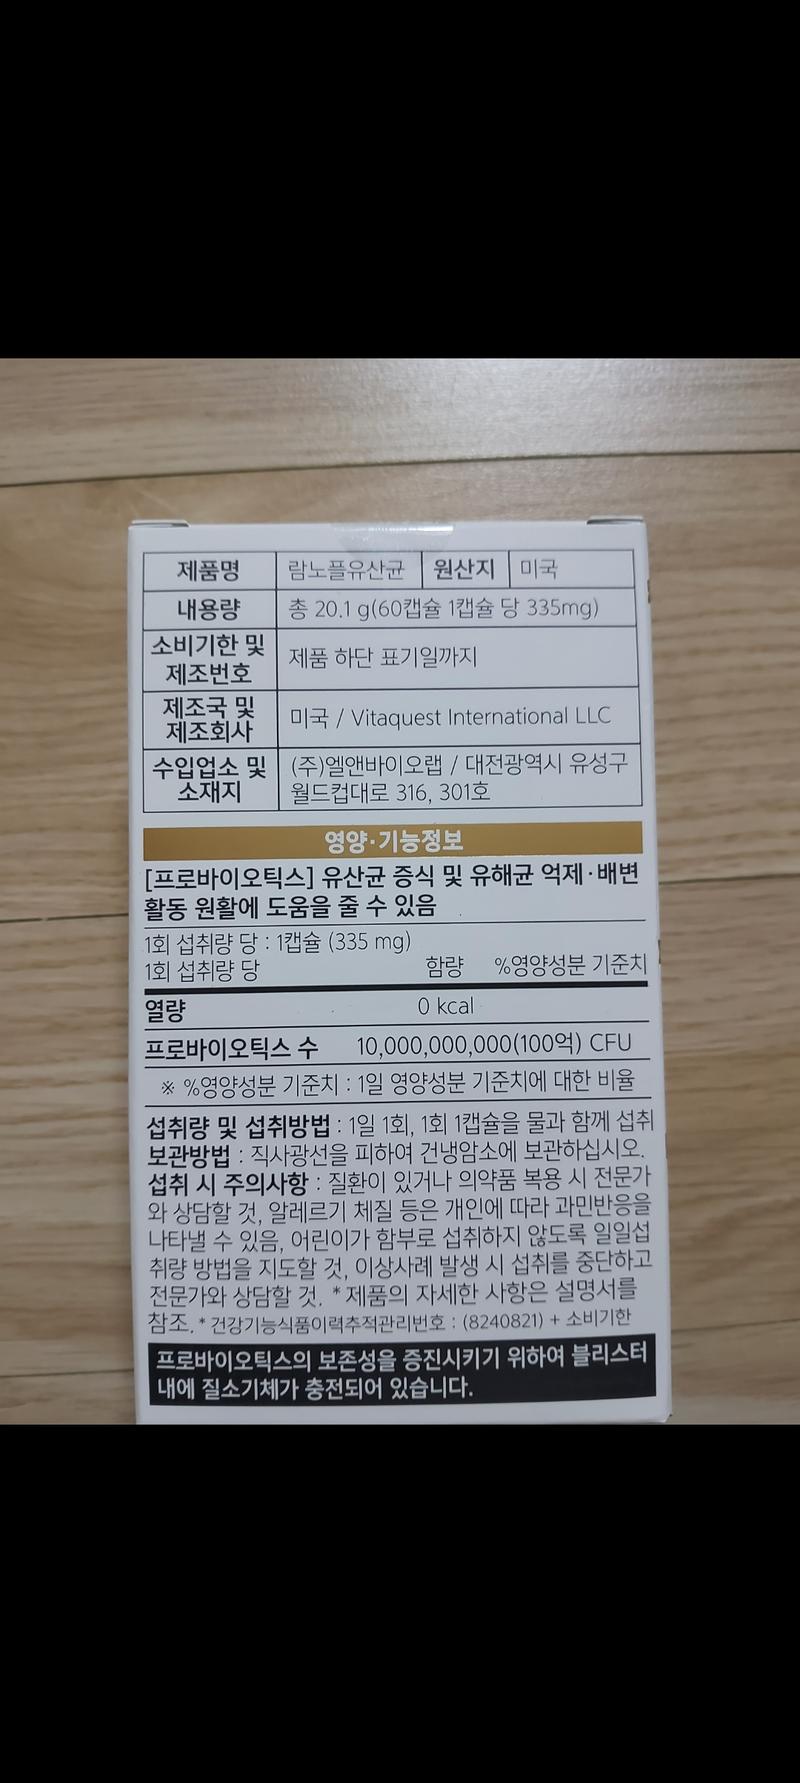 제품명 람노플유산균 원산지 미국
내용량 총 20.1 g(60캡슐 1캡슐 당 335mg)
소비기한 및
제조번호 제품 하단 표기일까지
제조국 및
제조회사 미국 / Vitaquest International LLC
수입업소 및
소재지 (주)엘앤바이오랩 / 대전광역시 유성구
월드컵대로 316, 301호
영양·기능정보
[프로바이오틱스] 유산균 증식 및 유해균 억제·배변
활동 원활에 도움을 줄 수 있음
1회 섭취량 당 : 1캡슐 (335 mg)
1회 섭취량 당 함량 %영양성분 기준치
열량 0 kcal
프로바이오틱스 수 10,000,000,000(100억) CFU
※ %영양성분 기준치 : 1일 영양성분 기준치에 대한 비율
섭취량 및 섭취방법 : 1일 1회, 1회 1캡슐을 물과 함께 섭취
보관방법 : 직사광선을 피하여 건냉암소에 보관하십시오.
섭취 시 주의사항 : 질환이 있거나 의약품 복용 시 전문가
와 상담할 것, 알레르기 체질 등은 개인에 따라 과민반응을
나타낼 수 있음, 어린이가 함부로 섭취하지 않도록 일일섭
취량 방법을 지도할 것, 이상사례 발생 시 섭취를 중단하고
전문가와 상담할 것. *제품의 자세한 사항은 설명서를
참조. *건강기능식품이력추적관리번호 : (8240821) + 소비기한
프로바이오틱스의 보존성을 증진시키기 위하여 블리스터
내에 질소기체가 충전되어 있습니다.